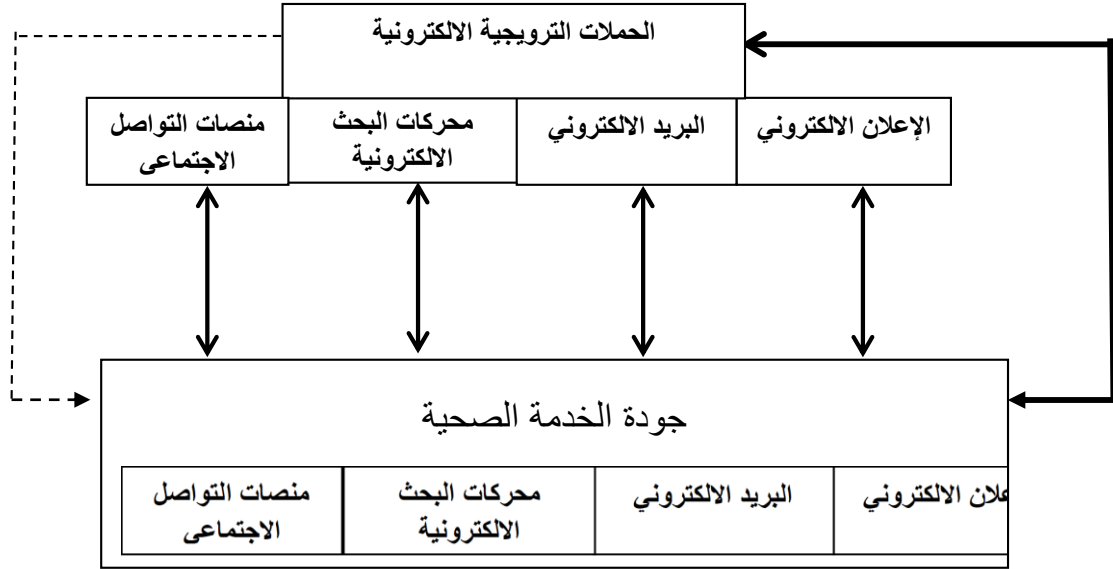 الحملات الترويجية الالكترونية
الإعلان الالكتروني
البريد الالكتروني
محركات البحث
الالكترونية
منصات التواصل
الاجتماعى
جودة الخدمة الصحية
علان الالكتروني
البريد الالكتروني
محركات البحث
الالكترونية
منصات التواصل
الاجتماعى